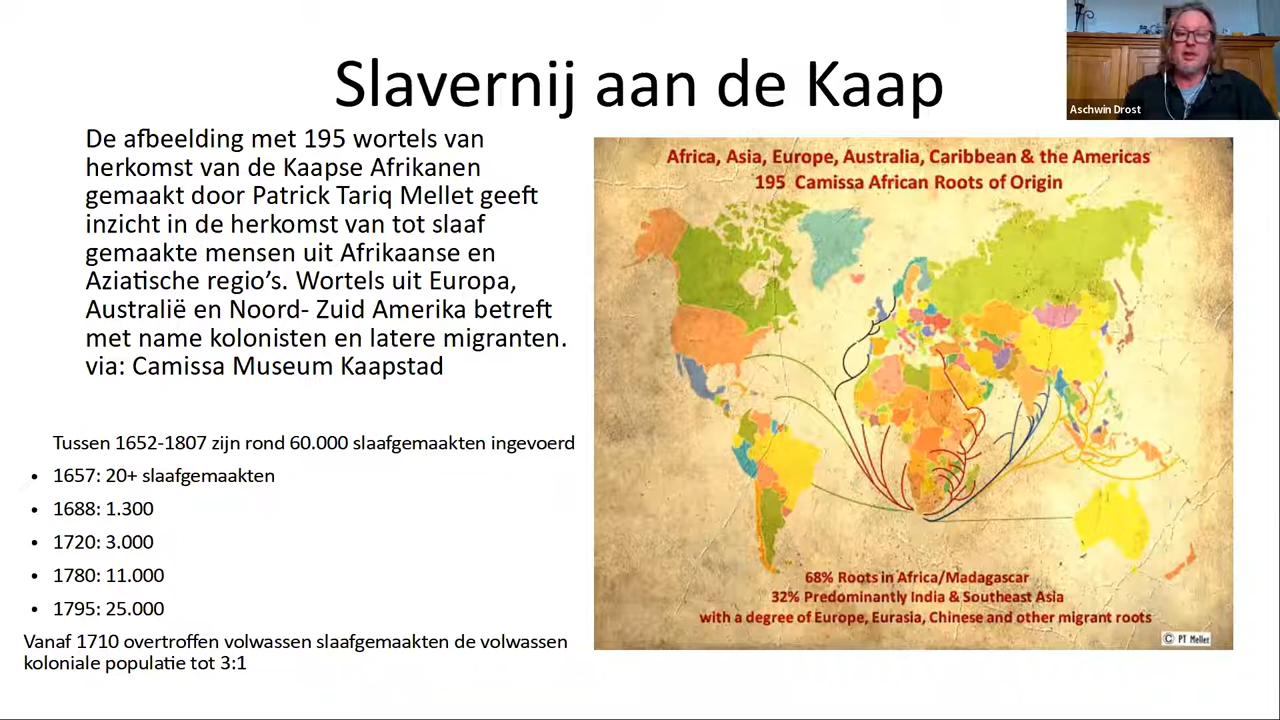 Slavernij aan de Kaap
Aschwin Drost
De afbeelding met 195 wortels van
herkomst van de Kaapse Afrikanen
gemaakt door Patrick Tariq Mellet geeft
inzicht in de herkomst van tot slaaf
gemaakte mensen uit Afrikaanse en
Aziatische regio’s. Wortels uit Europa,
Australië en Noord- Zuid Amerika betreft
met name kolonisten en latere migranten.
via: Camissa Museum Kaapstad
Tussen 1652-1807 zijn rond 60.000 slaafgemaakten ingevoerd
• 1657: 20+ slaafgemaakten
• 1688: 1.300
• 1720: 3.000
• 1780: 11.000
• 1795: 25.000
Vanaf 1710 overtroffen volwassen slaafgemaakten de volwassen
koloniale populatie tot 3:1
Africa, Asia, Europe, Australia, Caribbean & the Americas
195 Camissa African Roots of Origin
68% Roots in Africa/Madagascar
32% Predominantly India & Southeast Asia
with a degree of Europe, Eurasia, Chinese and other migrant roots
© PT Mellet